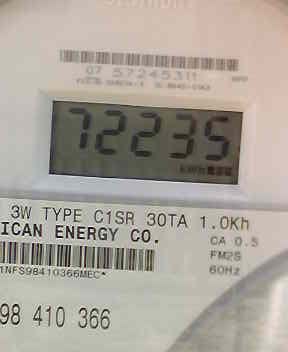 07 57245311
72235
3W TYPE C1SR 30TA 1.0Kh
ICAN ENERGY CO.
CA 0.5
FM2S
1NFS98410366MEC*
60Hz
98 410 366